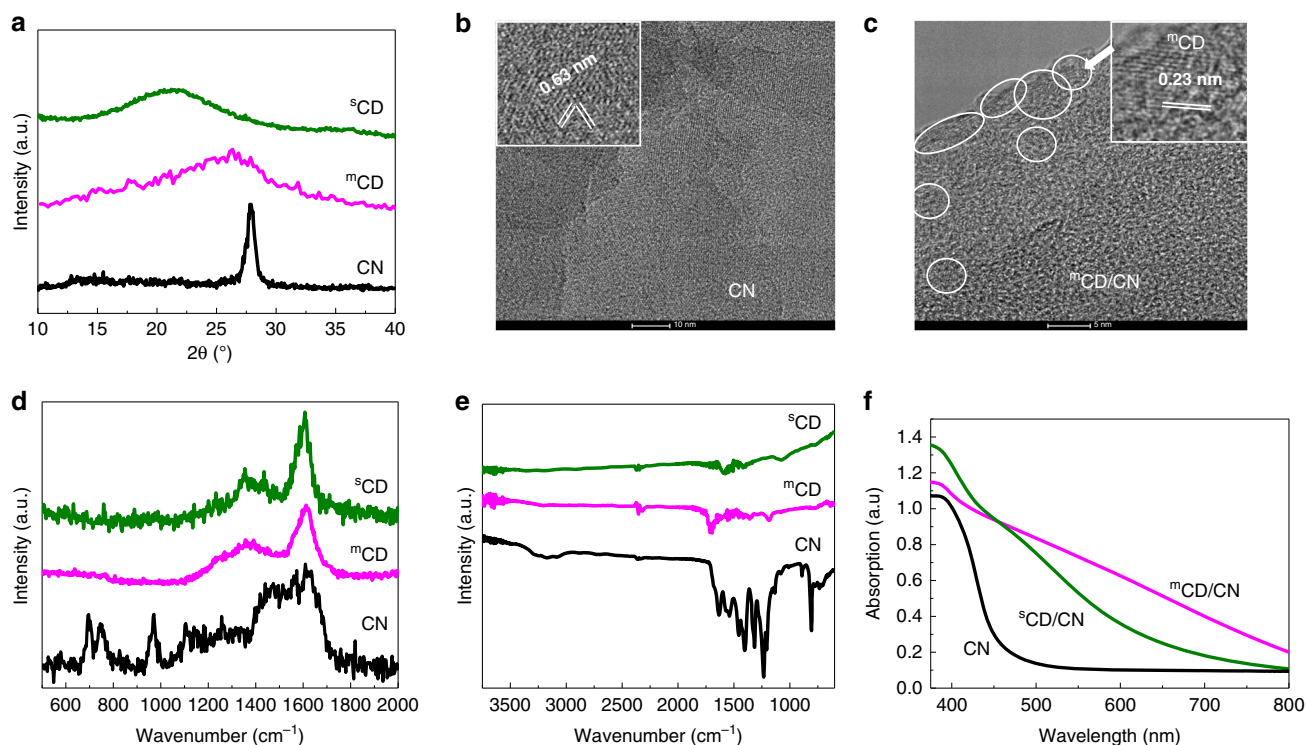 a
Intensity (a.u.)
ˢCD
ᵐCD
CN
10 15 20 25 30 35 40
2θ (°)
b
0.63 nm
CN
10 nm
c
ᵐCD
0.23 nm
ᵐCD/CN
5 nm
d
Intensity (a.u.)
ˢCD
ᵐCD
CN
600 800 1000 1200 1400 1600 1800 2000
Wavenumber (cm⁻¹)
e
Intensity (a.u.)
ˢCD
ᵐCD
CN
3500 3000 2500 2000 1500 1000
Wavenumber (cm⁻¹)
f
Absorption (a.u)
1.4
1.2
1.0
0.8
0.6
0.4
0.2
0.0
ᵐCD/CN
ˢCD/CN
CN
400 500 600 700 800
Wavelength (nm)